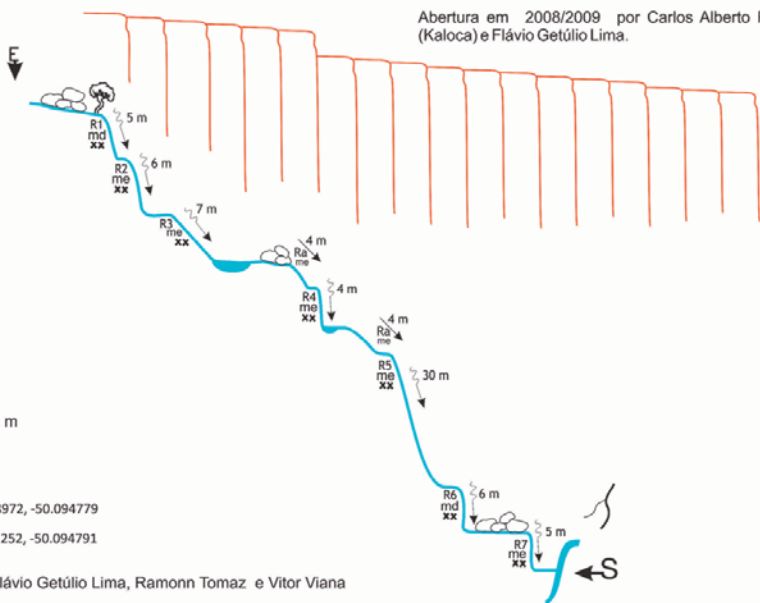 Abertura em 2008/2009 por Carlos Alberto
(Kaloca) e Flávio Getúlio Lima.
E
R1
md
xx
5 m
R2
me
xx
6 m
R3
me
xx
7 m
Ra
me
4 m
R4
me
xx
4 m
Ra
me
4 m
R5
me
xx
30 m
m
R6
md
xx
6 m
R7
me
xx
5 m
S
972, -50.094779
252, -50.094791
Getúlio Lima, Ramonn Tomaz e Vitor Viana